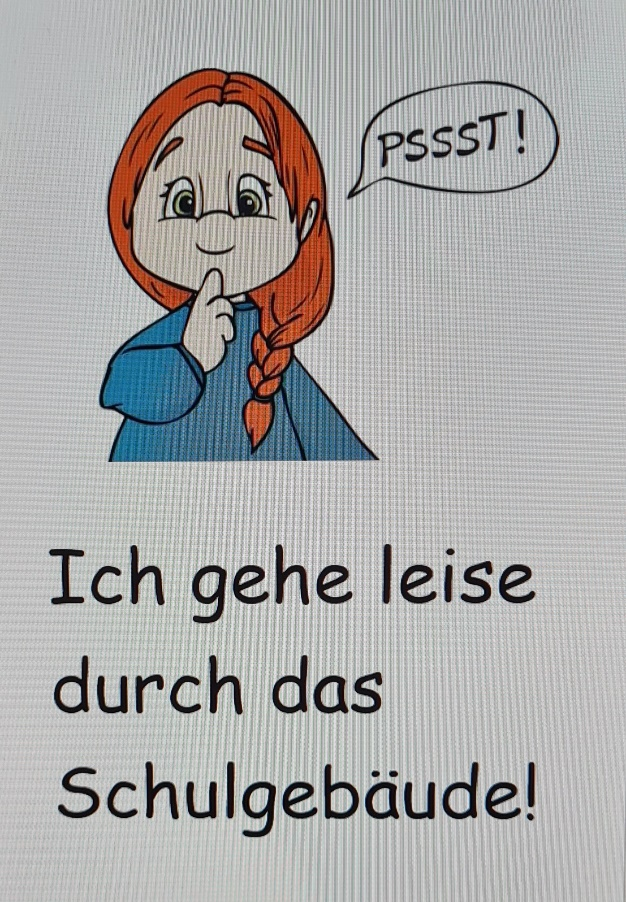 PSSST!
Ich gehe leise
durch das
Schulgebäude!